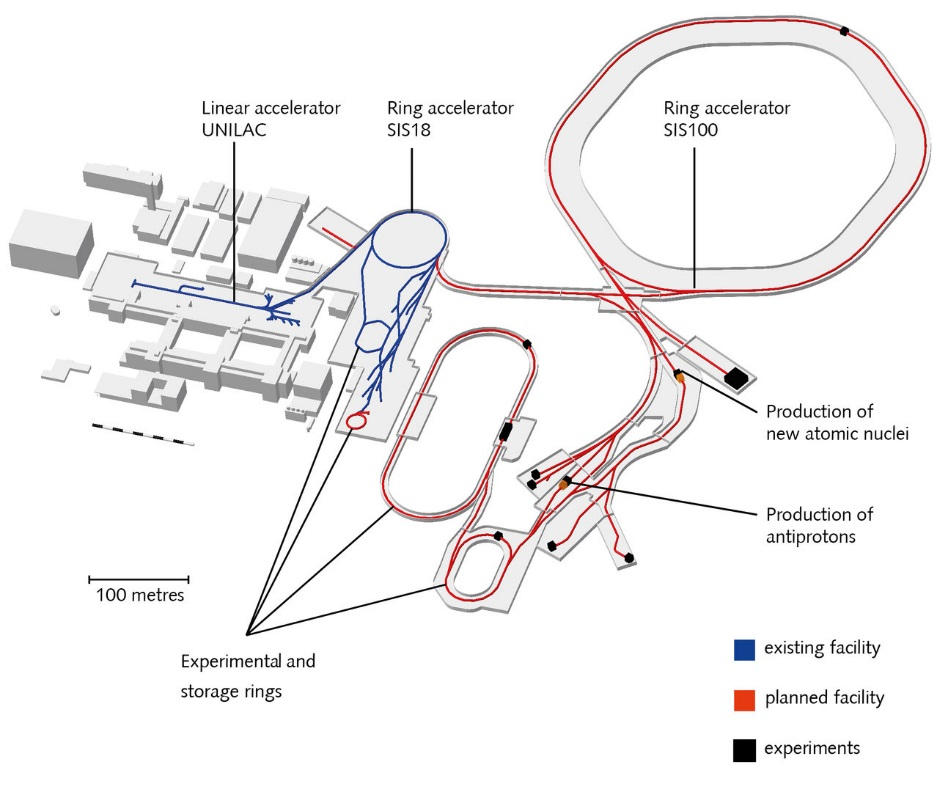 Linear accelerator
UNILAC
Ring accelerator
SIS18
Ring accelerator
SIS100
Production of
new atomic nuclei
Production of
antiprotons
100 metres
Experimental and
storage rings
existing facility
planned facility
experiments